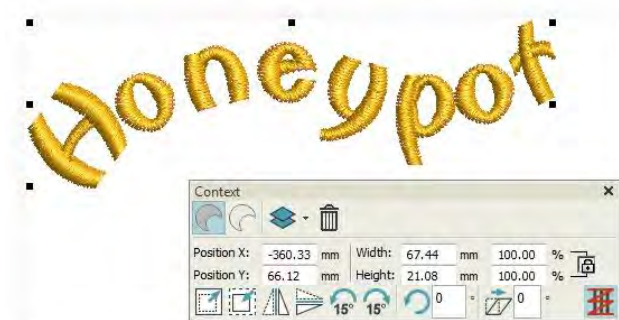 Honeypot
Context
Position X: -360.33 mm Width: 67.44 mm 100.00 %
Position Y: 66.12 mm Height: 21.08 mm 100.00 %
15° 15° 0 ° 0 °